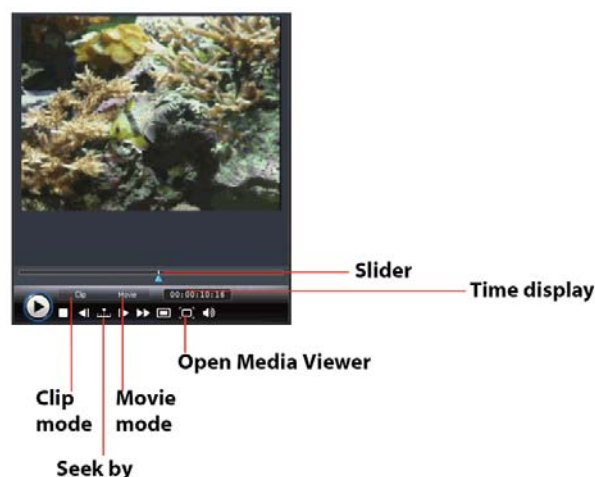 Slider
Clip Movie 00:00:10:16
Time display
Open Media Viewer
Clip mode
Movie mode
Seek by